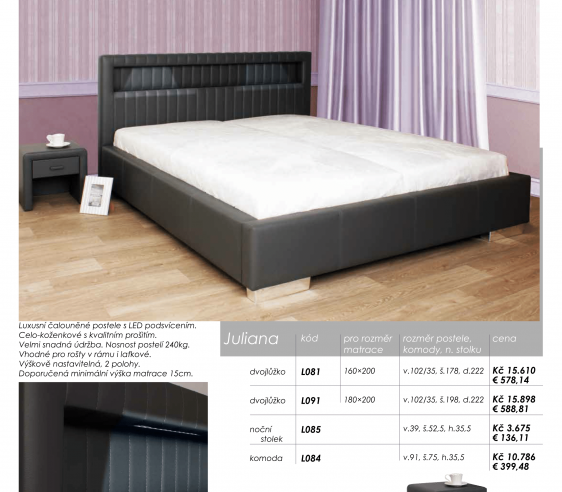 Luxusní čalouněné postele s LED podsvícením.
Celo-koženkové s kvalitním prošitím.
Velmi snadná údržba. Nosnost postelí 240kg.
Vhodné pro rošty v rámu i laťkové.
Výškově nastavitelná, 2 polohy.
Doporučená minimální výška matrace 15cm.
Juliana kód pro rozměr matrace rozměr postele, komody, n. stolku cena
dvojlůžko L081 160×200 v.102/35, š.178, d.222 Kč 15.610
€ 578,14
dvojlůžko L091 180×200 v.102/35, š.198, d.222 Kč 15.898
€ 588,81
noční stolek L085 v.39, š.52,5, h.35,5 Kč 3.675
€ 136,11
komoda L084 v.91, š.75, h.35,5 Kč 10.786
€ 399,48